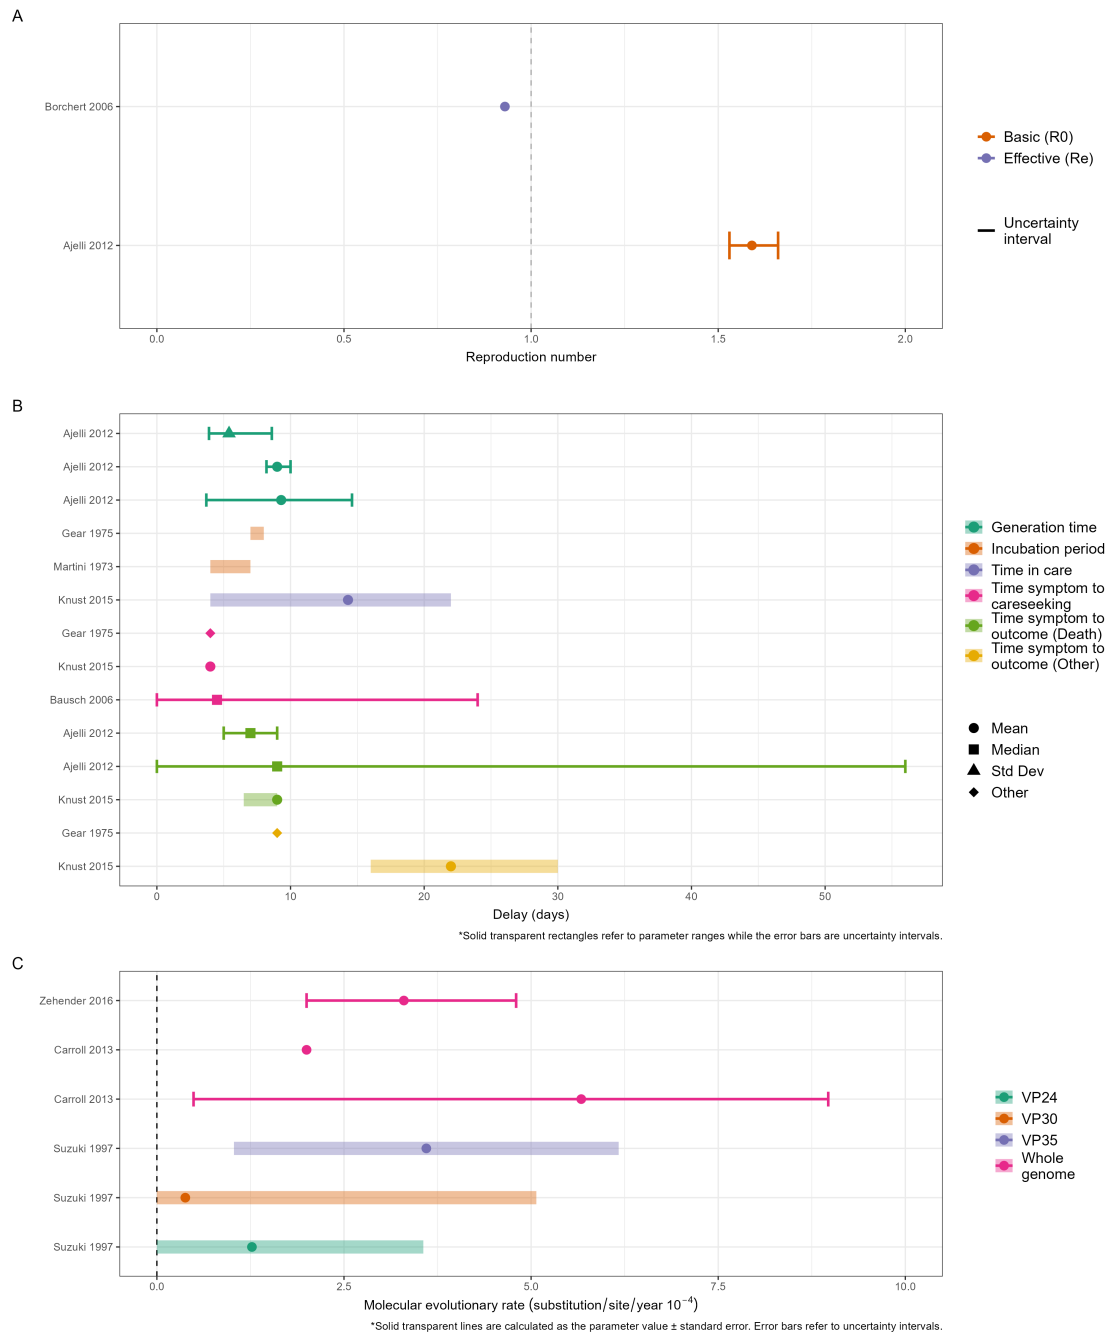 A
Borchert 2006
Ajelli 2012
0.0
0.5
1.0
1.5
2.0
Reproduction number
Basic (R0)
Effective (Re)
Uncertainty
interval
B
Ajelli 2012
Ajelli 2012
Ajelli 2012
Gear 1975
Martini 1973
Knust 2015
Gear 1975
Knust 2015
Bausch 2006
Ajelli 2012
Ajelli 2012
Knust 2015
Gear 1975
Knust 2015
0
10
20
30
40
50
Delay (days)
*Solid transparent rectangles refer to parameter ranges while the error bars are uncertainty intervals.
Generation time
Incubation period
Time in care
Time symptom to
careseeking
Time symptom to
outcome (Death)
Time symptom to
outcome (Other)
Mean
Median
Std Dev
Other
C
Zehender 2016
Carroll 2013
Carroll 2013
Suzuki 1997
Suzuki 1997
Suzuki 1997
0.0
2.5
5.0
7.5
10.0
Molecular evolutionary rate (substitution/site/year 10⁻⁴)
*Solid transparent lines are calculated as the parameter value ± standard error. Error bars refer to uncertainty intervals.
VP24
VP30
VP35
Whole
genome